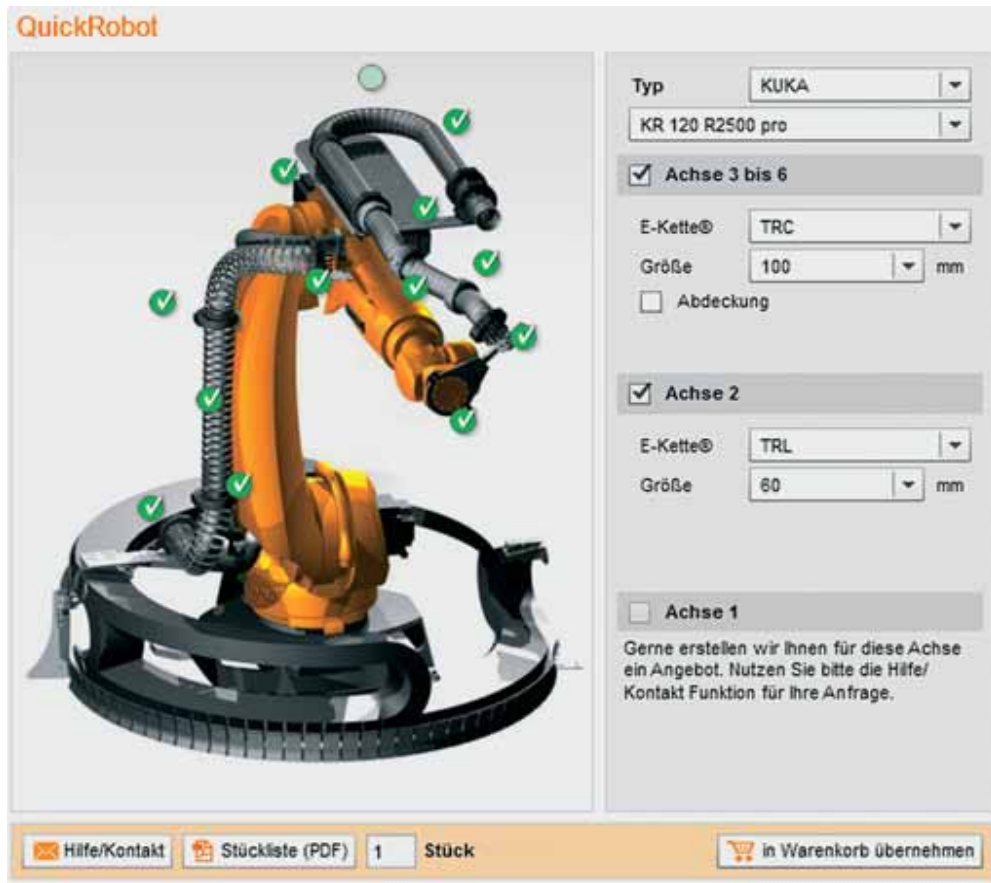 QuickRobot
Typ KUKA
KR 120 R2500 pro
Achse 3 bis 6
E-Kette® TRC
Größe 100 mm
Abdeckung
Achse 2
E-Kette® TRL
Größe 60 mm
Achse 1
Gerne erstellen wir Ihnen für diese Achse
ein Angebot. Nutzen Sie bitte die Hilfe/
Kontakt Funktion für Ihre Anfrage.
Hilfe/Kontakt Stückliste (PDF) 1 Stück in Warenkorb übernehmen